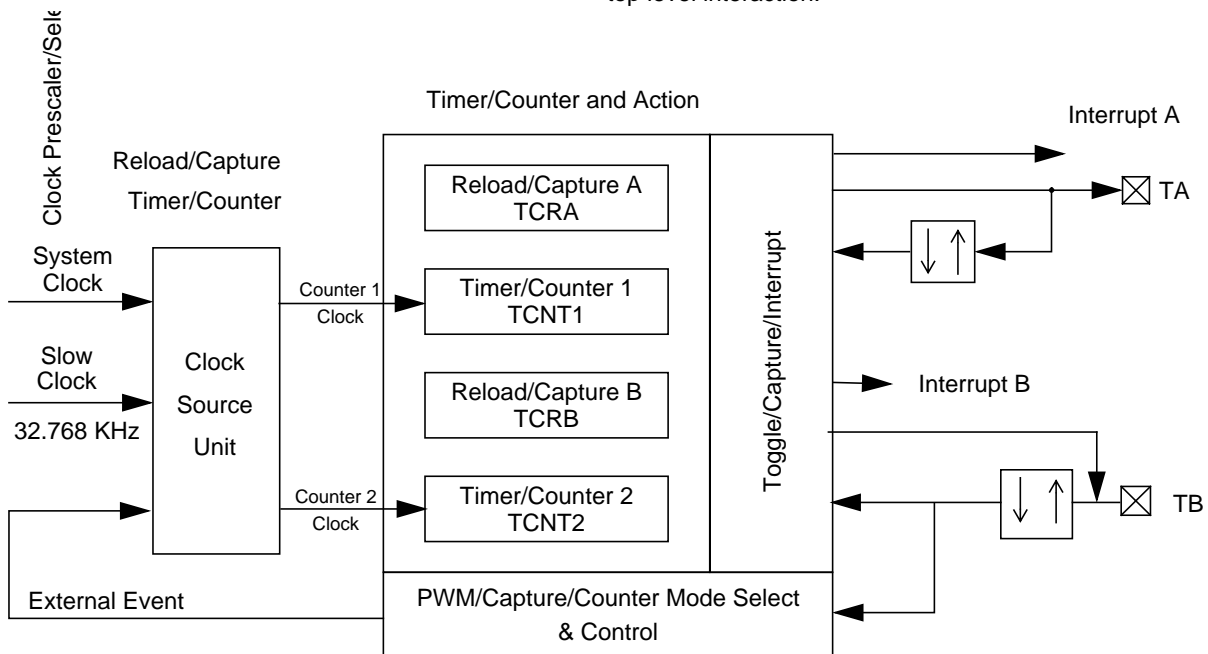 Clock Prescaler/Sele
Timer/Counter and Action
Reload/Capture
Timer/Counter
System
Clock
Slow
Clock
32.768 KHz
External Event
Clock
Source
Unit
Counter 1
Clock
Counter 2
Clock
Reload/Capture A
TCRA
Timer/Counter 1
TCNT1
Reload/Capture B
TCRB
Timer/Counter 2
TCNT2
Toggle/Capture/Interrupt
PWM/Capture/Counter Mode Select
& Control
Interrupt A
TA
Interrupt B
TB